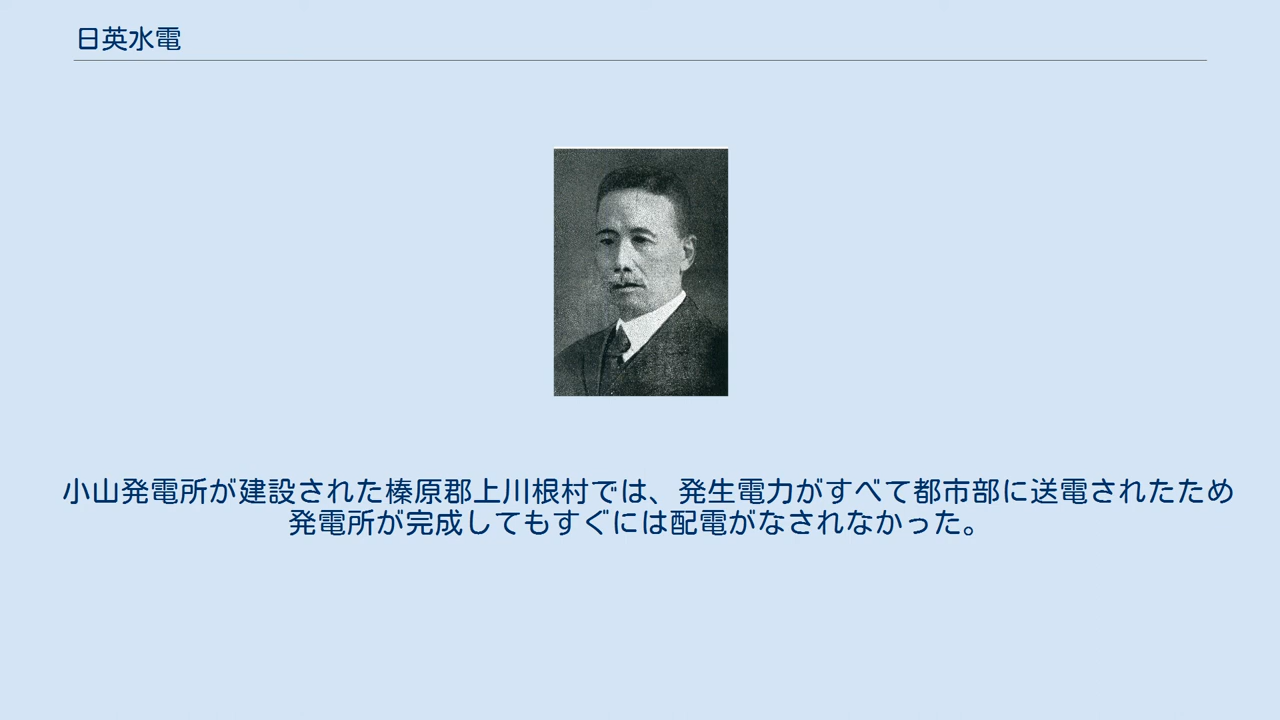 日英水電
小山発電所が建設された榛原郡上川根村では、発生電力がすべて都市部に送電されたため
発電所が完成してもすぐには配電がなされなかった。